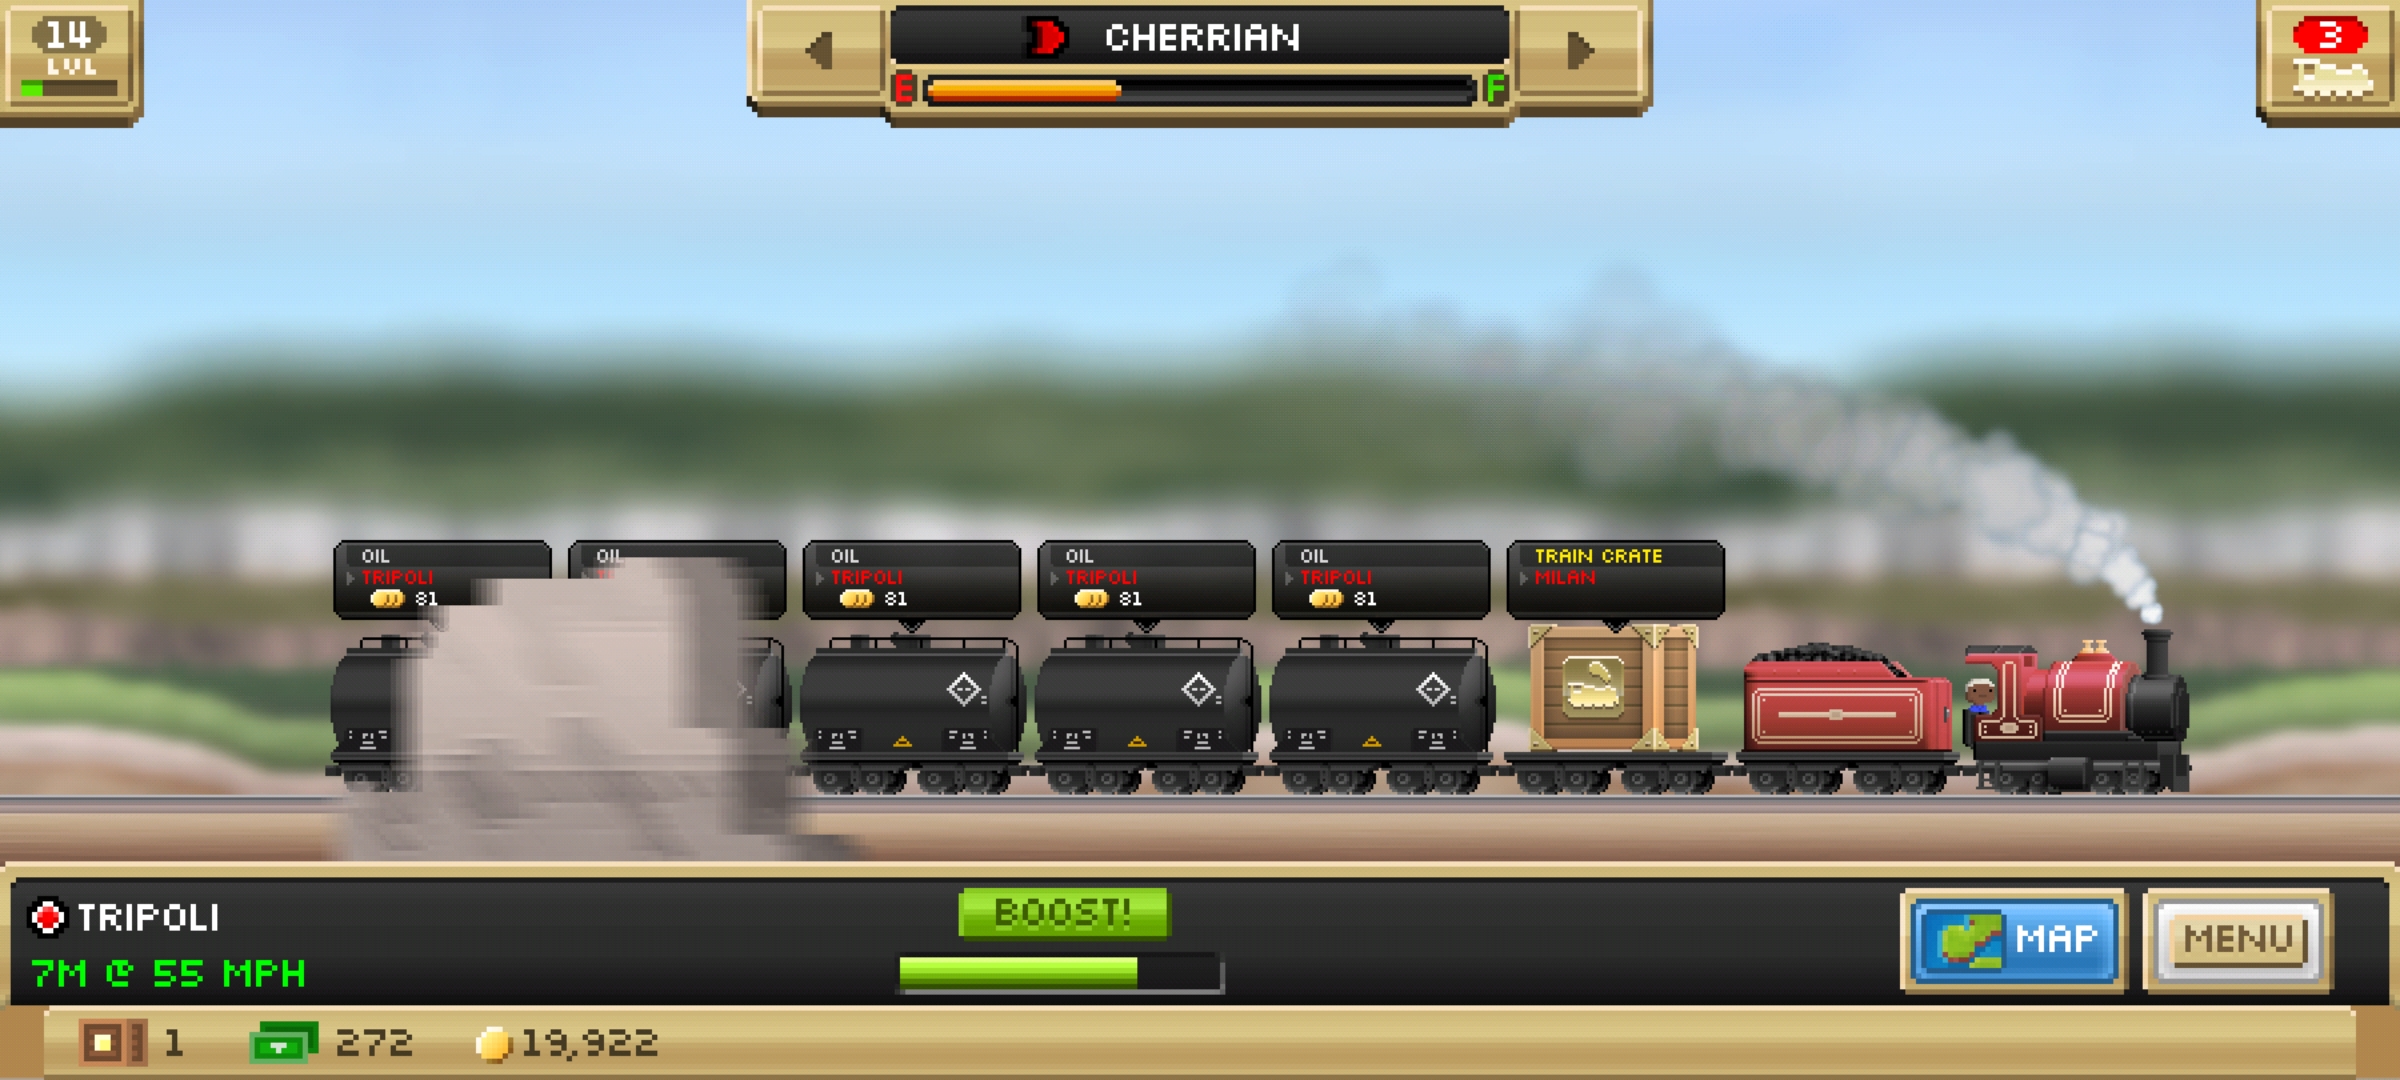 14
LVL
CHERRIAN
E F
3
OIL
TRIPOLI
81
OIL
OIL
TRIPOLI
81
OIL
TRIPOLI
81
OIL
TRIPOLI
81
TRAIN CRATE
MILAN
TRIPOLI
7M @ 55 MPH
BOOST!
MAP
MENU
1
272
19,922